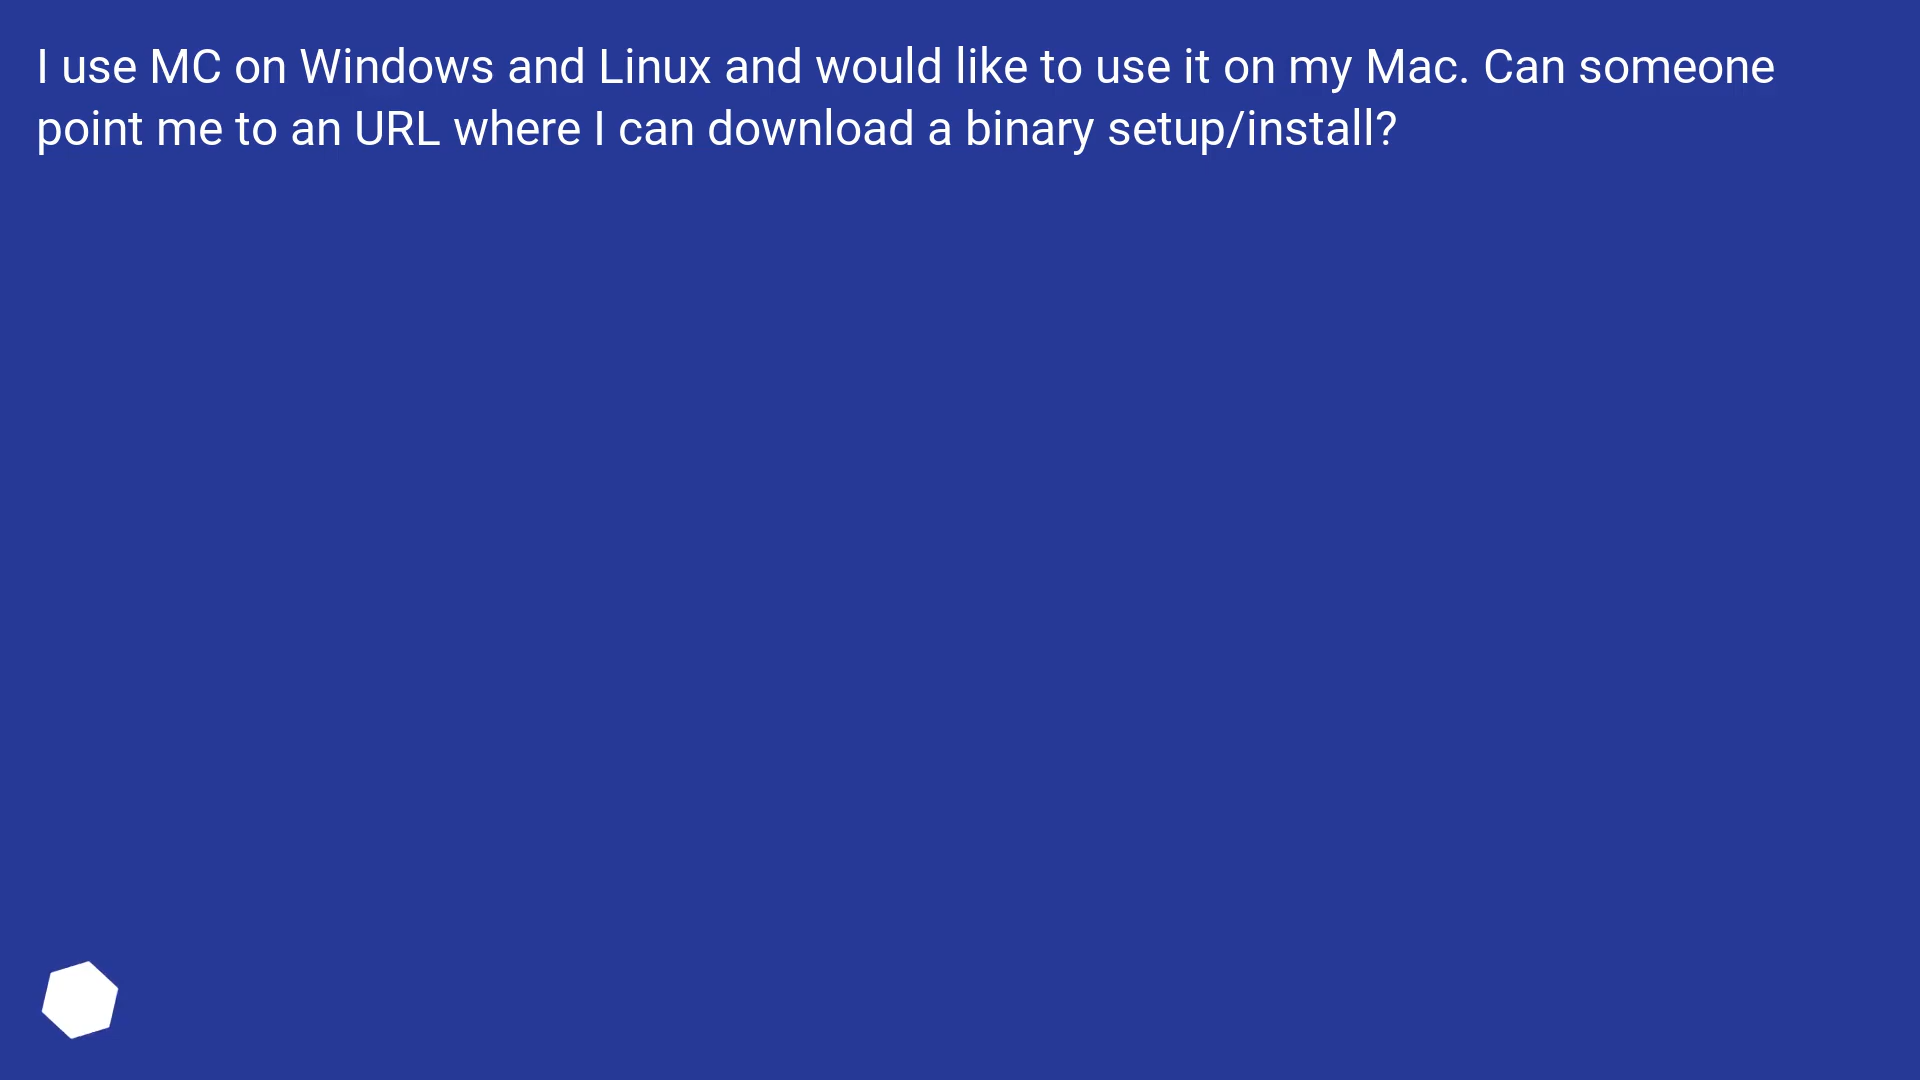 I use MC on Windows and Linux and would like to use it on my Mac. Can someone
point me to an URL where I can download a binary setup/install?